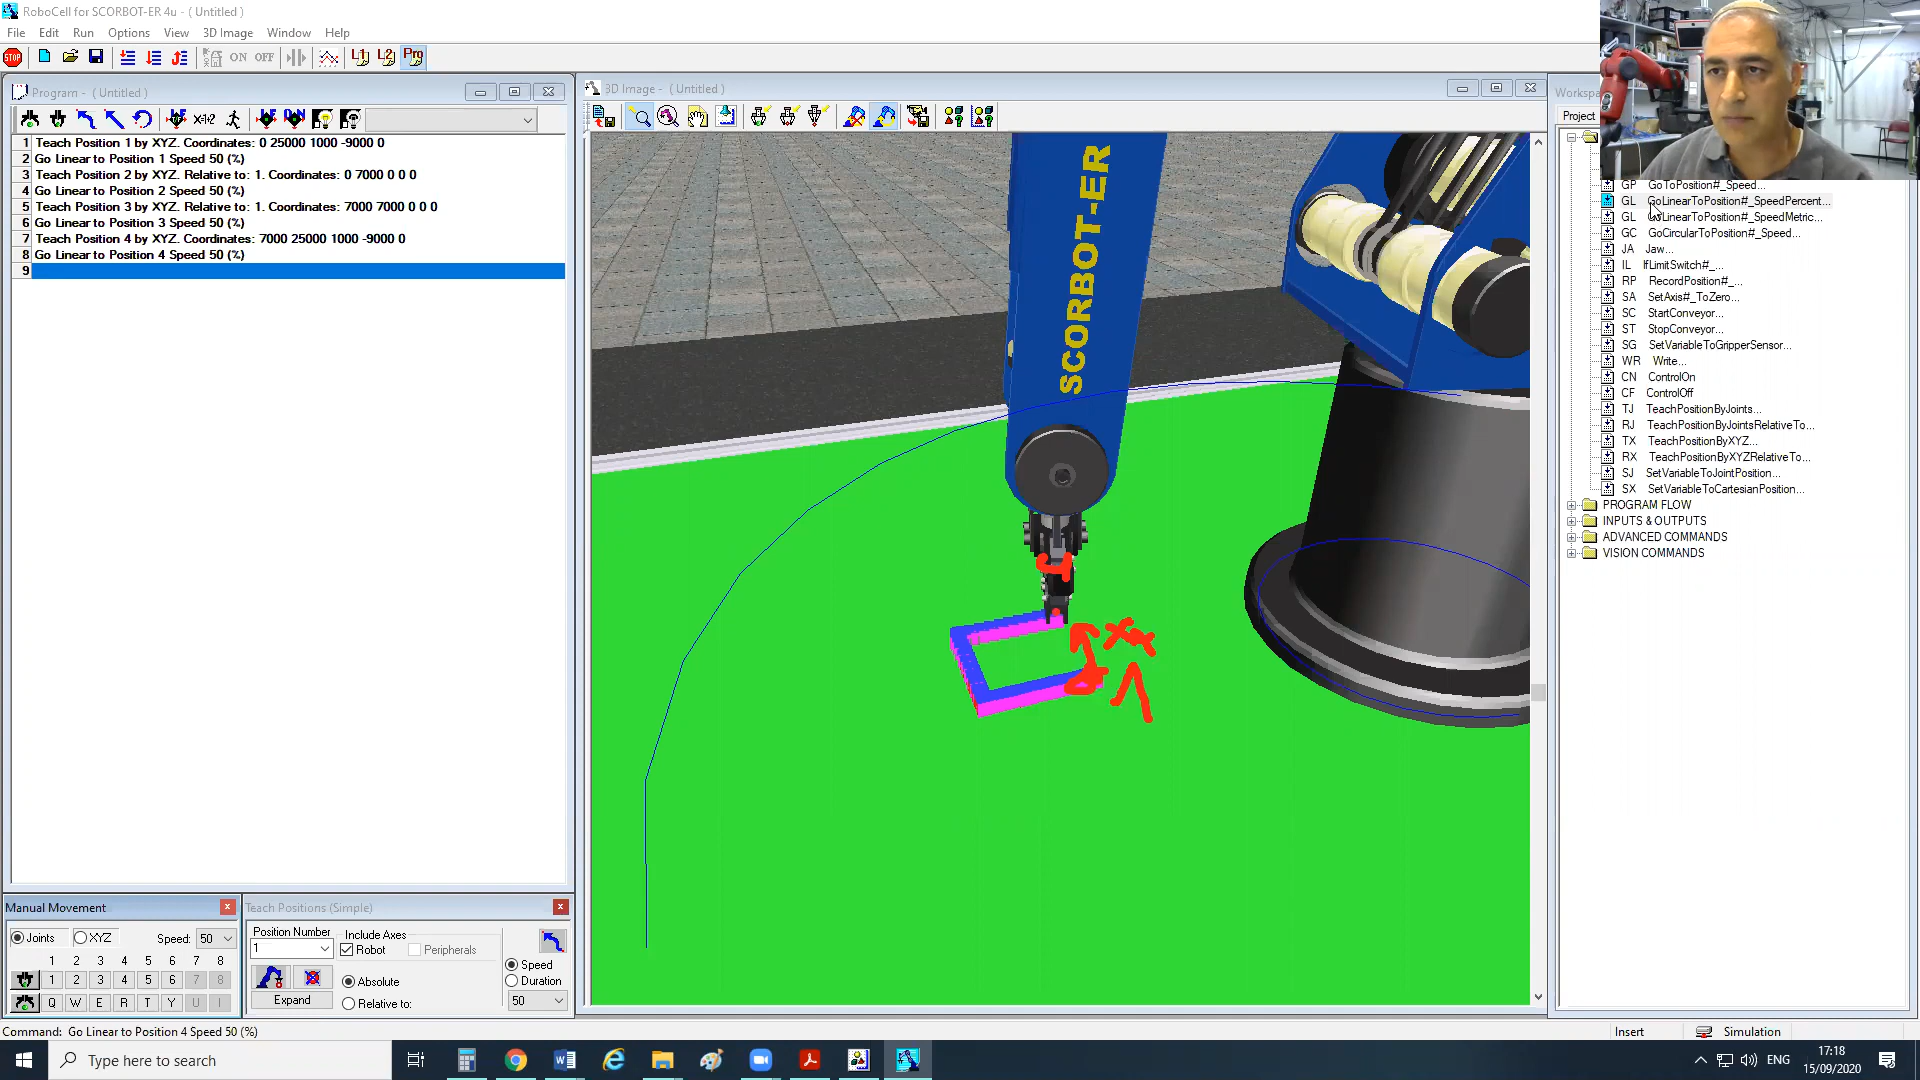 RoboCell for SCORBOT-ER 4u - ( Untitled )
File Edit Run Options View 3D Image Window Help
STOP ON OFF L1 L2 Pro
Program - ( Untitled )
3D Image - ( Untitled )
Workspa
Project
1 Teach Position 1 by XYZ. Coordinates: 0 25000 1000 -9000 0
2 Go Linear to Position 1 Speed 50 (%)
3 Teach Position 2 by XYZ. Relative to: 1. Coordinates: 0 7000 0 0 0
4 Go Linear to Position 2 Speed 50 (%)
5 Teach Position 3 by XYZ. Relative to: 1. Coordinates: 7000 7000 0 0 0
6 Go Linear to Position 3 Speed 50 (%)
7 Teach Position 4 by XYZ. Coordinates: 7000 25000 1000 -9000 0
8 Go Linear to Position 4 Speed 50 (%)
9
SCORBOT-ER
4
1
GP GoToPosition#_Speed...
GL GoLinearToPosition#_SpeedPercent...
GL GoLinearToPosition#_SpeedMetric...
GC GoCircularToPosition#_Speed...
JA Jaw...
IL IfLimitSwitch#_...
RP RecordPosition#_...
SA SetAxis#_ToZero...
SC StartConveyor...
ST StopConveyor...
SG SetVariableToGripperSensor...
WR Write...
CN ControlOn
CF ControlOff
TJ TeachPositionByJoints...
RJ TeachPositionByJointsRelativeTo...
TX TeachPositionByXYZ...
RX TeachPositionByXYZRelativeTo...
SJ SetVariableToJointPosition...
SX SetVariableToCartesianPosition...
PROGRAM FLOW
INPUTS & OUTPUTS
ADVANCED COMMANDS
VISION COMMANDS
Manual Movement
Joints XYZ Speed: 50
1 2 3 4 5 6 7 8
1 2 3 4 5 6 7 8
Q W E R T Y U I
Teach Positions (Simple)
Position Number
1
Expand
Include Axes
Robot Peripherals
Absolute
Relative to:
Speed
Duration
50
Command: Go Linear to Position 4 Speed 50 (%)
Insert Simulation
Type here to search
ENG
17:18
15/09/2020